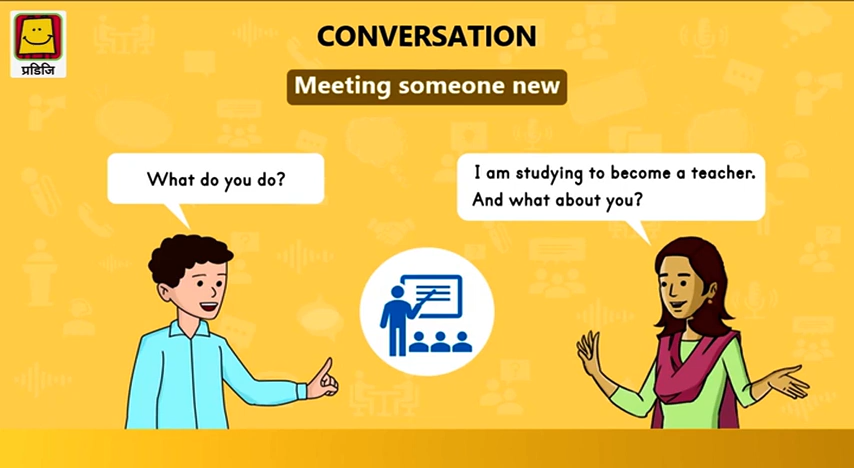 प्रडिजि
CONVERSATION
Meeting someone new
What do you do?
I am studying to become a teacher.
And what about you?